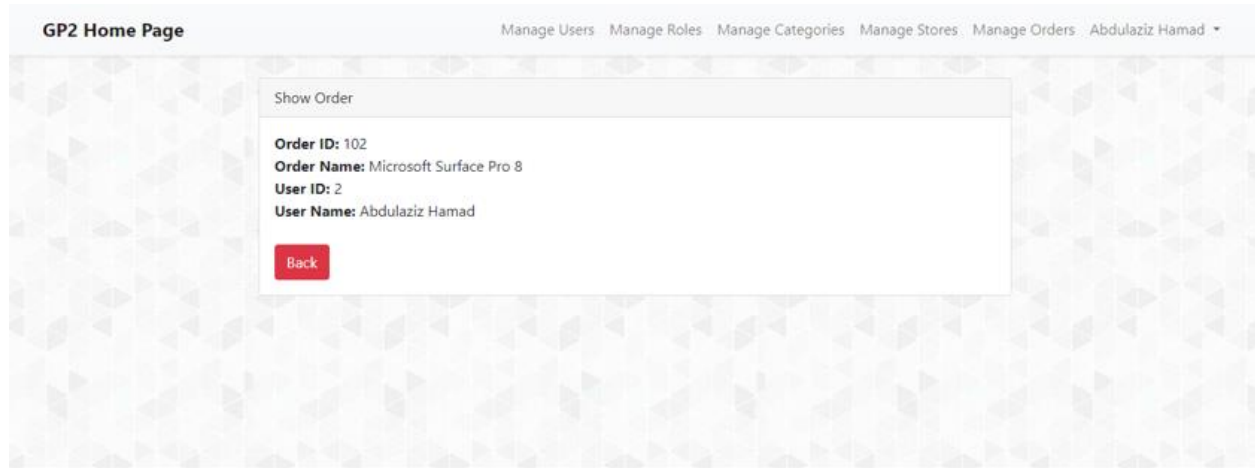 GP2 Home Page Manage Users Manage Roles Manage Categories Manage Stores Manage Orders Abdulaziz Hamad
Show Order
Order ID: 102
Order Name: Microsoft Surface Pro 8
User ID: 2
User Name: Abdulaziz Hamad
Back